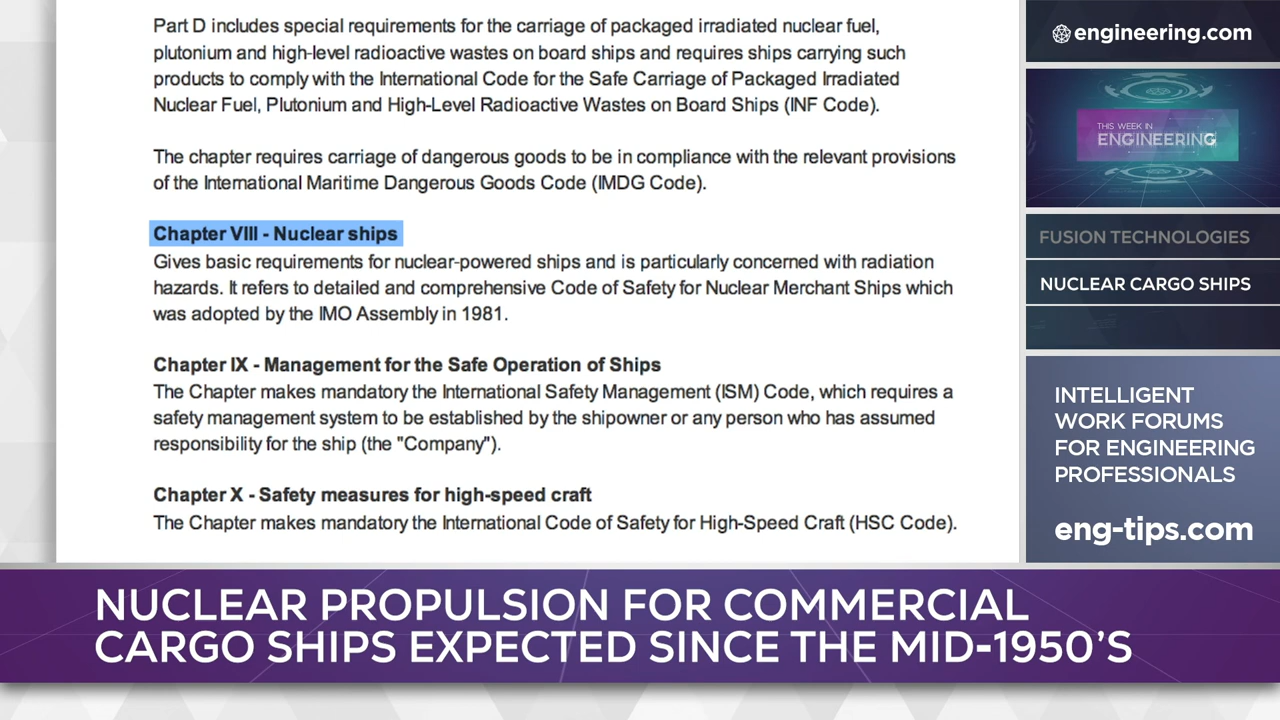 Part D includes special requirements for the carriage of packaged irradiated nuclear fuel,
plutonium and high-level radioactive wastes on board ships and requires ships carrying such
products to comply with the International Code for the Safe Carriage of Packaged Irradiated
Nuclear Fuel, Plutonium and High-Level Radioactive Wastes on Board Ships (INF Code).
The chapter requires carriage of dangerous goods to be in compliance with the relevant provisions
of the International Maritime Dangerous Goods Code (IMDG Code).
Chapter VIII - Nuclear ships
Gives basic requirements for nuclear-powered ships and is particularly concerned with radiation
hazards. It refers to detailed and comprehensive Code of Safety for Nuclear Merchant Ships which
was adopted by the IMO Assembly in 1981.
Chapter IX - Management for the Safe Operation of Ships
The Chapter makes mandatory the International Safety Management (ISM) Code, which requires a
safety management system to be established by the shipowner or any person who has assumed
responsibility for the ship (the "Company").
Chapter X - Safety measures for high-speed craft
The Chapter makes mandatory the International Code of Safety for High-Speed Craft (HSC Code).
engineering.com
THIS WEEK IN
ENGINEERING
FUSION TECHNOLOGIES
NUCLEAR CARGO SHIPS
INTELLIGENT
WORK FORUMS
FOR ENGINEERING
PROFESSIONALS
eng-tips.com
NUCLEAR PROPULSION FOR COMMERCIAL
CARGO SHIPS EXPECTED SINCE THE MID-1950'S